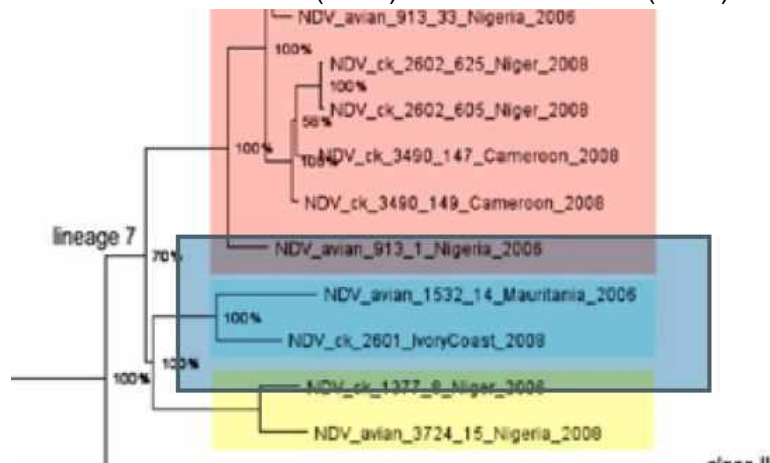 NDV_avian_913_33_Nigeria_2006
100%
NDV_ck_2602_625_Niger_2008
100%
NDV_ck_2602_605_Niger_2008
58%
NDV_ck_3490_147_Cameroon_2008
100%
NDV_ck_3490_149_Cameroon_2008
lineage 7
NDV_avian_913_1_Nigeria_2006
70%
NDV_avian_1532_14_Mauritania_2006
100%
NDV_ck_2601_IvoryCoast_2008
100%
100%
NDV_ck_1377_8_Niger_2006
NDV_avian_3724_15_Nigeria_2008